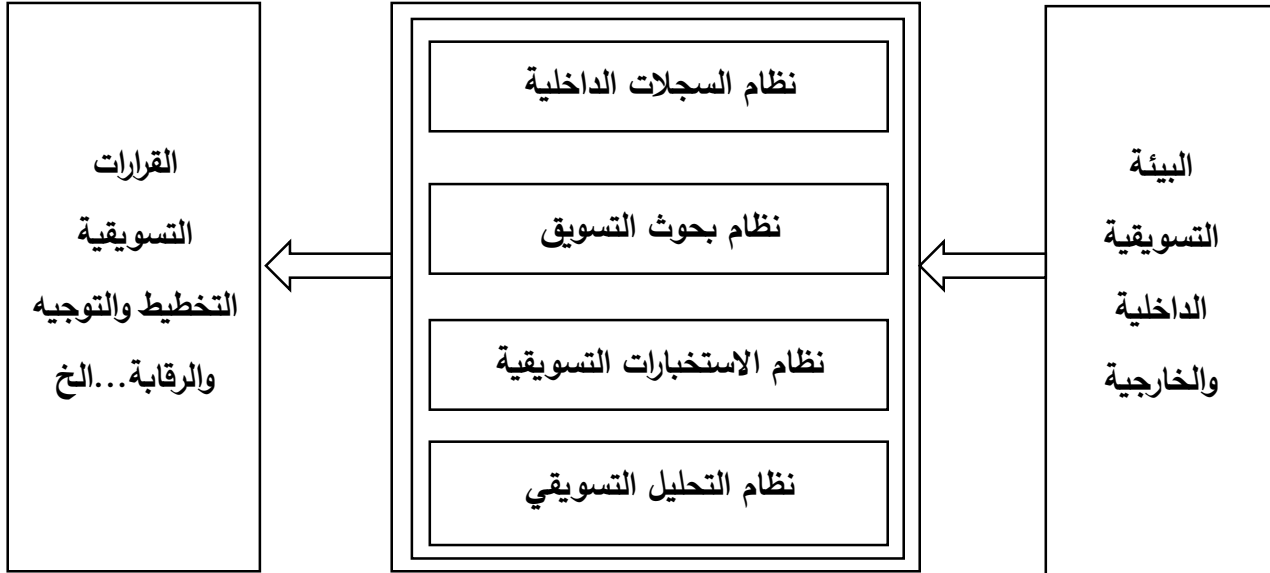 البيئة
التسويقية
الداخلية
والخارجية
نظام السجلات الداخلية
نظام بحوث التسويق
نظام الاستخبارات التسويقية
نظام التحليل التسويقي
القرارات
التسويقية
التخطيط والتوجيه
والرقابة...الخ